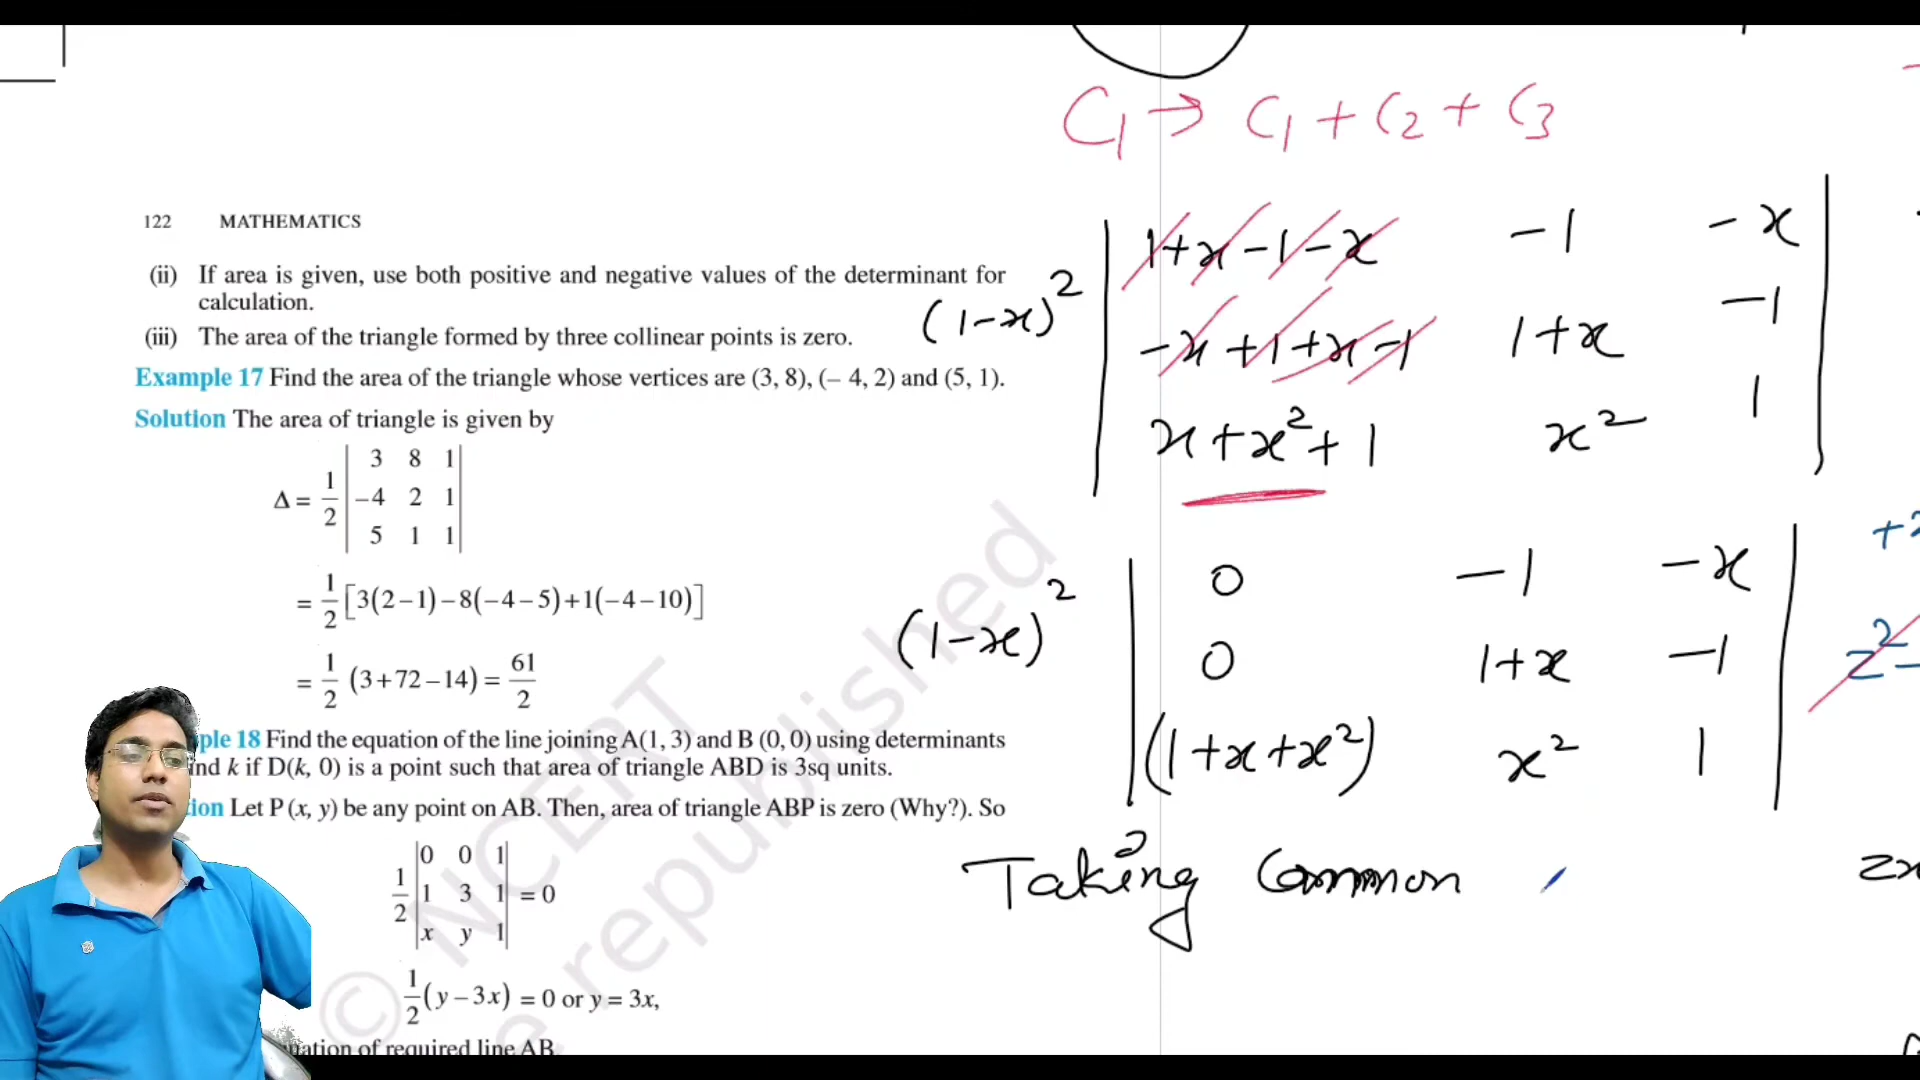 122 MATHEMATICS
(ii) If area is given, use both positive and negative values of the determinant for
calculation.
(iii) The area of the triangle formed by three collinear points is zero.
Example 17 Find the area of the triangle whose vertices are (3, 8), (– 4, 2) and (5, 1).
Solution The area of triangle is given by
Δ = 1/2 | 3 8 1 |
| –4 2 1 |
| 5 1 1 |
= 1/2 [3(2–1)–8(–4–5)+1(–4–10)]
= 1/2 (3+72–14) = 61/2
ple 18 Find the equation of the line joining A(1, 3) and B (0, 0) using determinants
nd k if D(k, 0) is a point such that area of triangle ABD is 3sq units.
ion Let P (x, y) be any point on AB. Then, area of triangle ABP is zero (Why?). So
1/2 | 0 0 1 |
| 1 3 1 | = 0
| x y 1 |
1/2 (y – 3x) = 0 or y = 3x,
uation of required line AB
© NCERT
e republished
C₁ → C₁ + C₂ + C₃
(1-x)² | 1+x-1-x -1 -x |
| -x+1+x-1 1+x -1 |
| x+x²+1 x² 1 |
(1-x)² | 0 -1 -x |
| 0 1+x -1 |
| (1+x+x²) x² 1 |
Taking Common